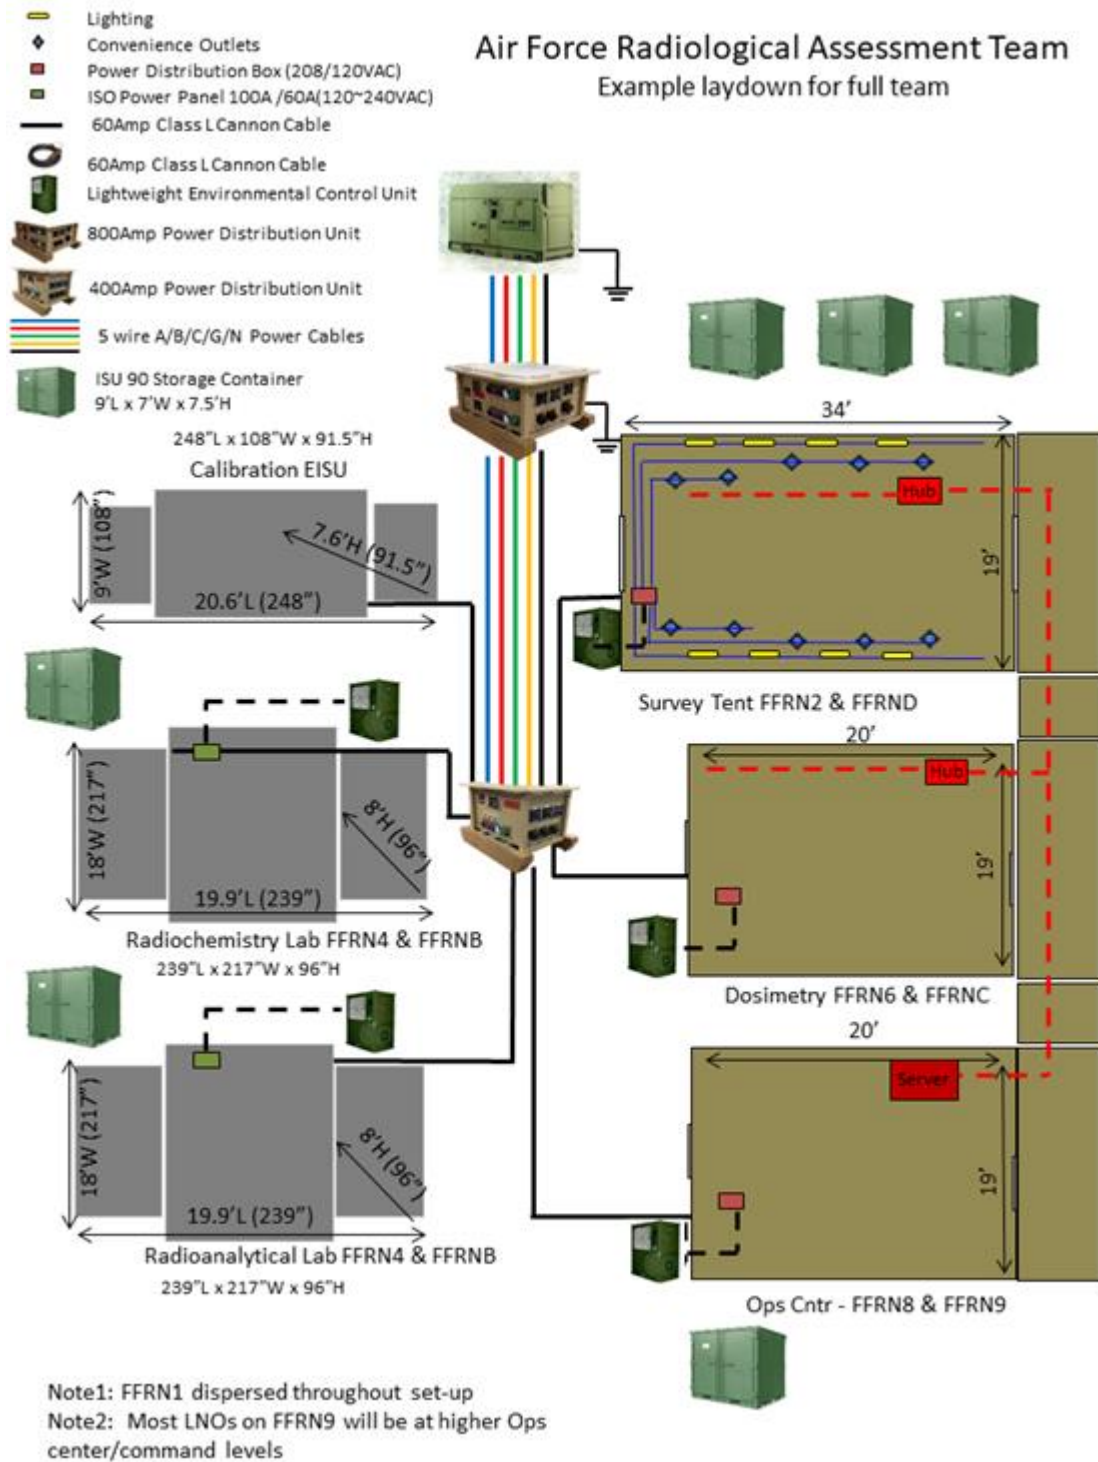 Lighting
Convenience Outlets
Power Distribution Box (208/120VAC)
ISO Power Panel 100A /60A(120~240VAC)
60Amp Class L Cannon Cable
60Amp Class L Cannon Cable
Lightweight Environmental Control Unit
800Amp Power Distribution Unit
400Amp Power Distribution Unit
5 wire A/B/C/G/N Power Cables
ISU 90 Storage Container
9'L x 7'W x 7.5'H
Air Force Radiological Assessment Team
Example laydown for full team
248"L x 108"W x 91.5"H
Calibration EISU
9'W (108")
7.6'H (91.5")
20.6'L (248")
34'
Hub
19'
Survey Tent FFRN2 & FFRND
18'W (217")
8'H (96")
19.9'L (239")
Radiochemistry Lab FFRN4 & FFRNB
239"L x 217"W x 96"H
20'
Hub
19'
Dosimetry FFRN6 & FFRNC
18'W (217")
8'H (96")
19.9'L (239")
Radioanalytical Lab FFRN4 & FFRNB
239"L x 217"W x 96"H
20'
Server
19'
Ops Cntr - FFRN8 & FFRN9
Note1: FFRN1 dispersed throughout set-up
Note2: Most LNOs on FFRN9 will be at higher Ops
center/command levels